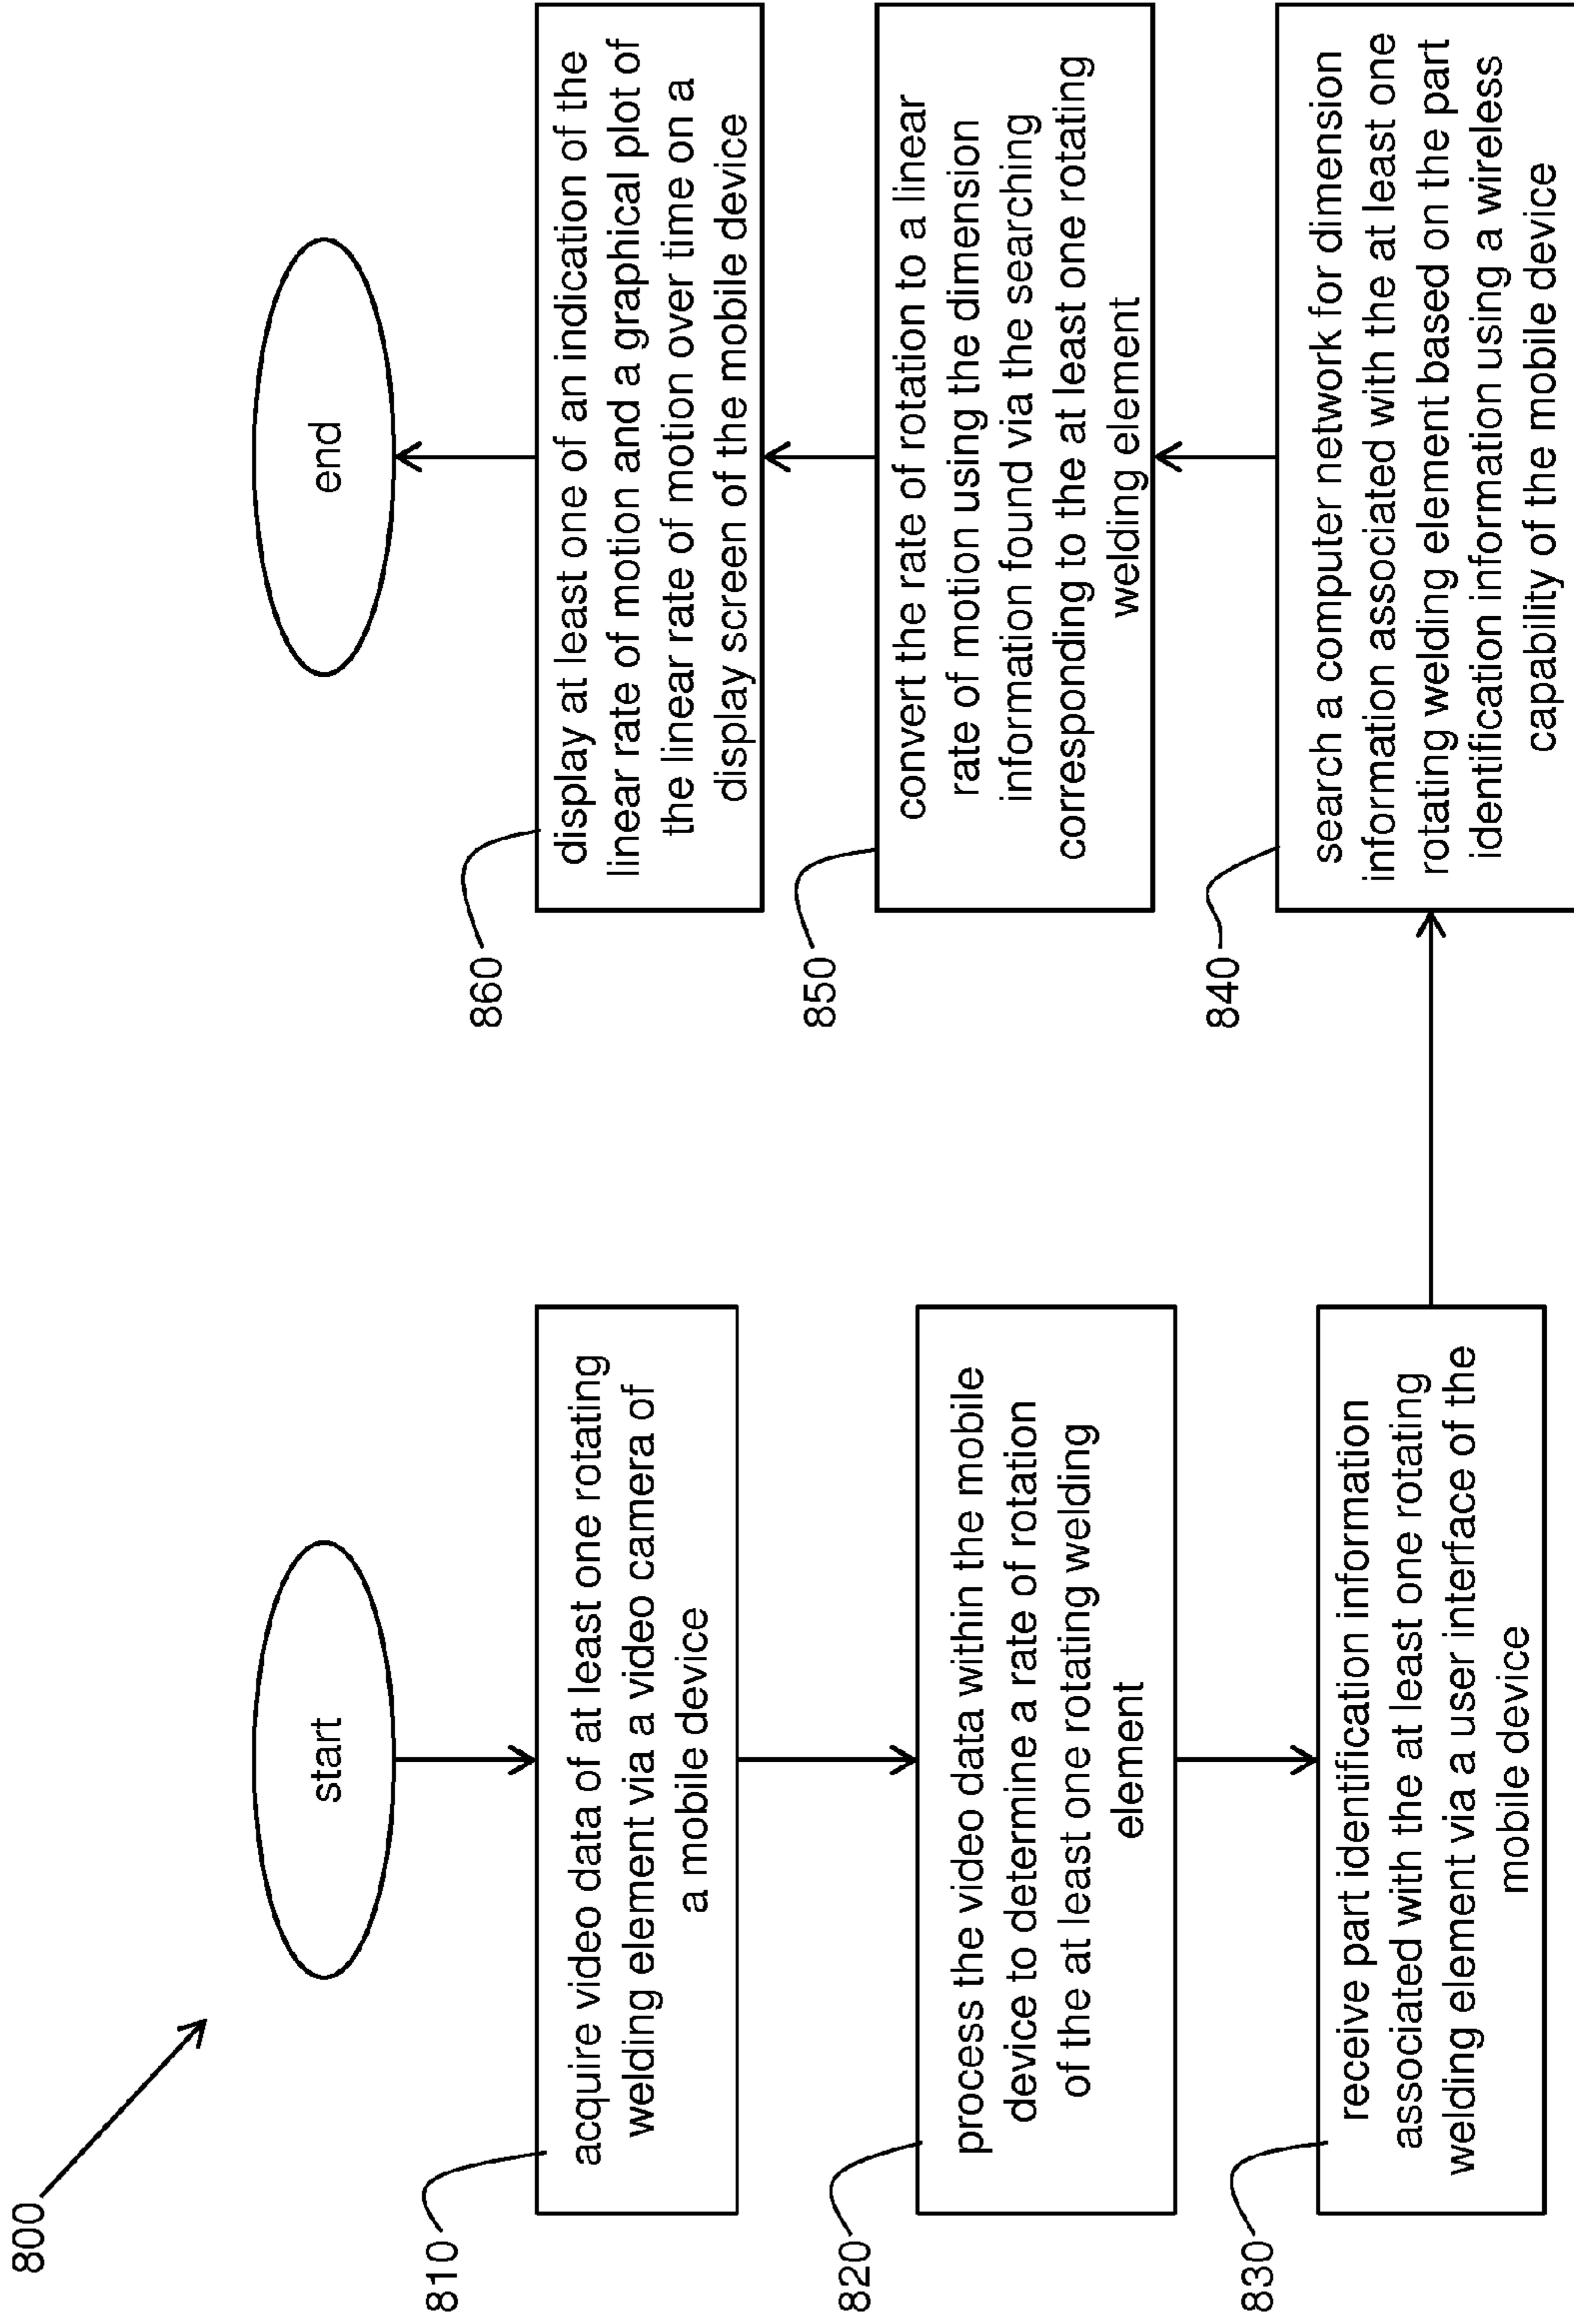 800
start
810
acquire video data of at least one rotating
welding element via a video camera of
a mobile device
820
process the video data within the mobile
device to determine a rate of rotation
of the at least one rotating welding
element
830
receive part identification information
associated with the at least one rotating
welding element via a user interface of the
mobile device
840
search a computer network for dimension
information associated with the at least one
rotating welding element based on the part
identification information using a wireless
capability of the mobile device
850
convert the rate of rotation to a linear
rate of motion using the dimension
information found via the searching
corresponding to the at least one rotating
welding element
860
display at least one of an indication of the
linear rate of motion and a graphical plot of
the linear rate of motion over time on a
display screen of the mobile device
end